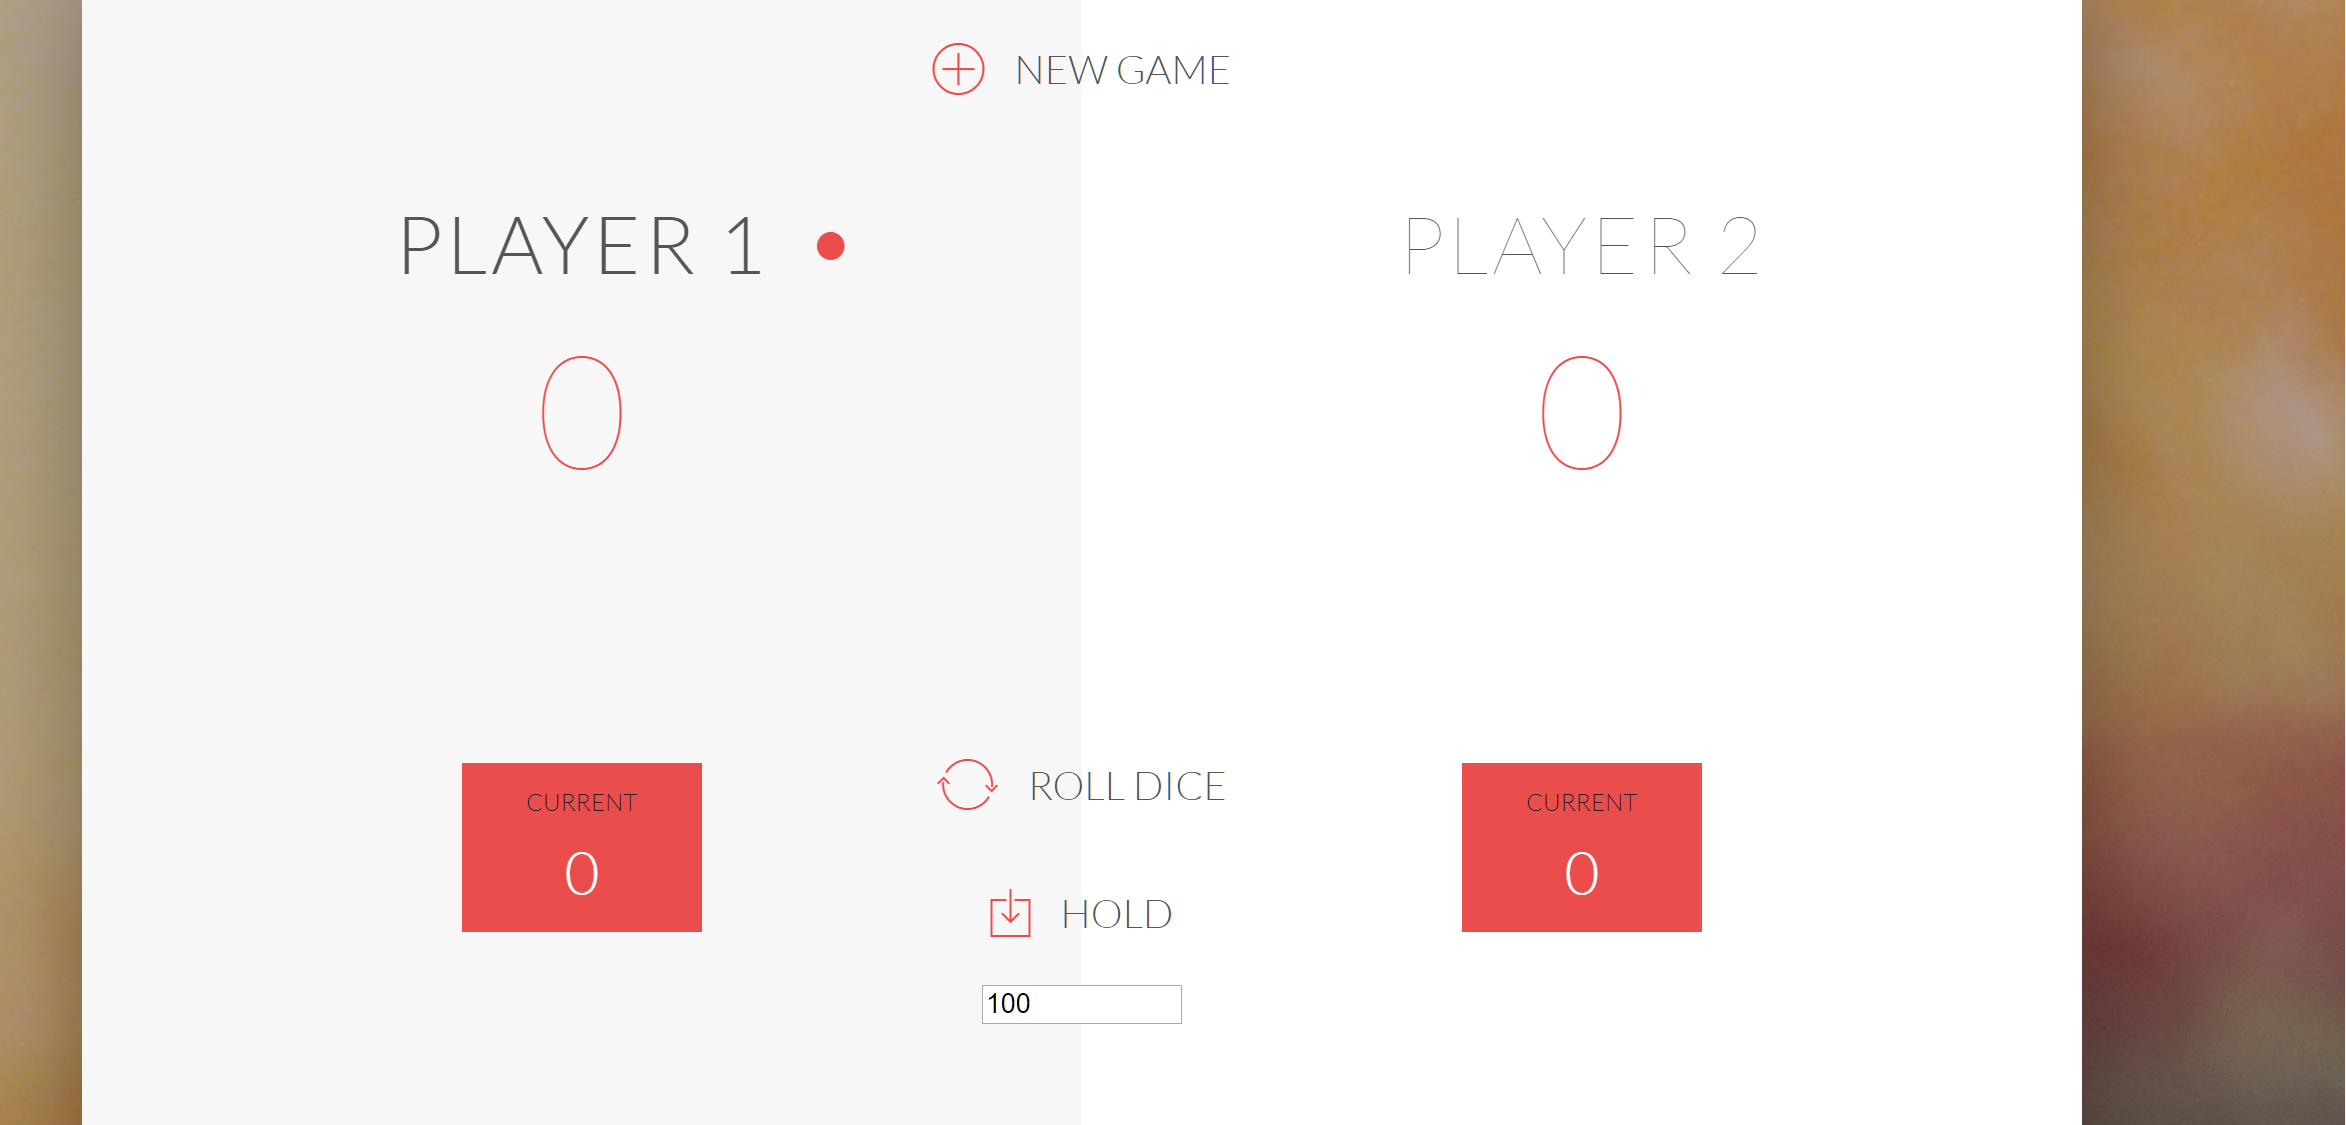 NEW GAME
PLAYER 1
0
PLAYER 2
0
CURRENT
0
ROLL DICE
HOLD
100
CURRENT
0